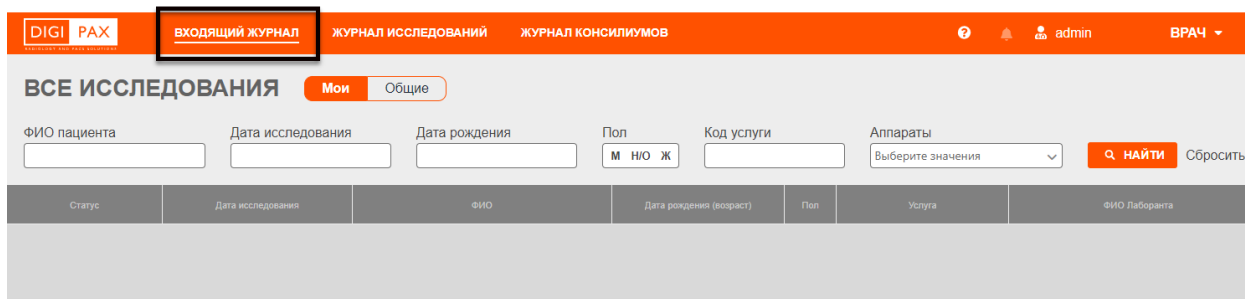 DIGI PAX
RADIOLOGY AND PACS SOLUTIONS
ВХОДЯЩИЙ ЖУРНАЛ
ЖУРНАЛ ИССЛЕДОВАНИЙ
ЖУРНАЛ КОНСИЛИУМОВ
?
admin
ВРАЧ
ВСЕ ИССЛЕДОВАНИЯ
Мои
Общие
ФИО пациента
Дата исследования
Дата рождения
Пол
Код услуги
Аппараты
М Н/О Ж
Выберите значения
НАЙТИ
Сбросить
Статус
Дата исследования
ФИО
Дата рождения (возраст)
Пол
Услуга
ФИО Лаборанта